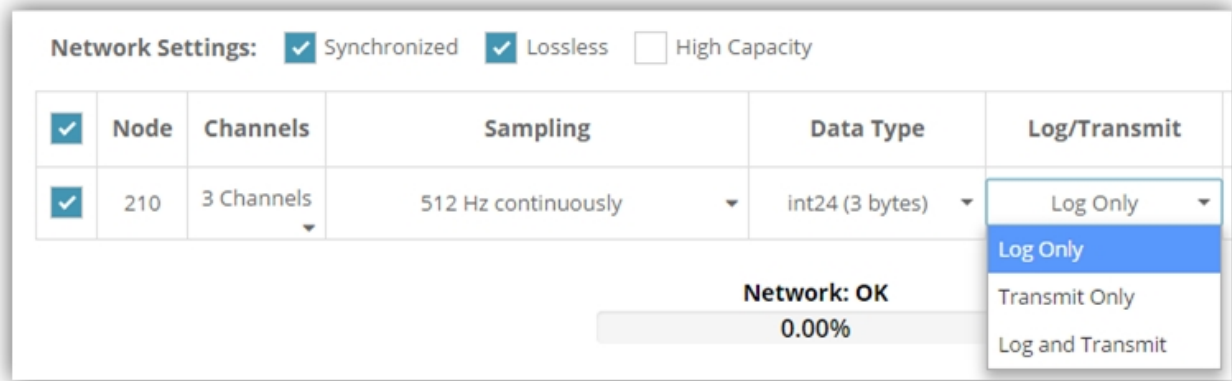 Network Settings: Synchronized Lossless High Capacity
Node Channels Sampling Data Type Log/Transmit
210 3 Channels 512 Hz continuously int24 (3 bytes) Log Only
Log Only
Network: OK
Transmit Only
0.00%
Log and Transmit